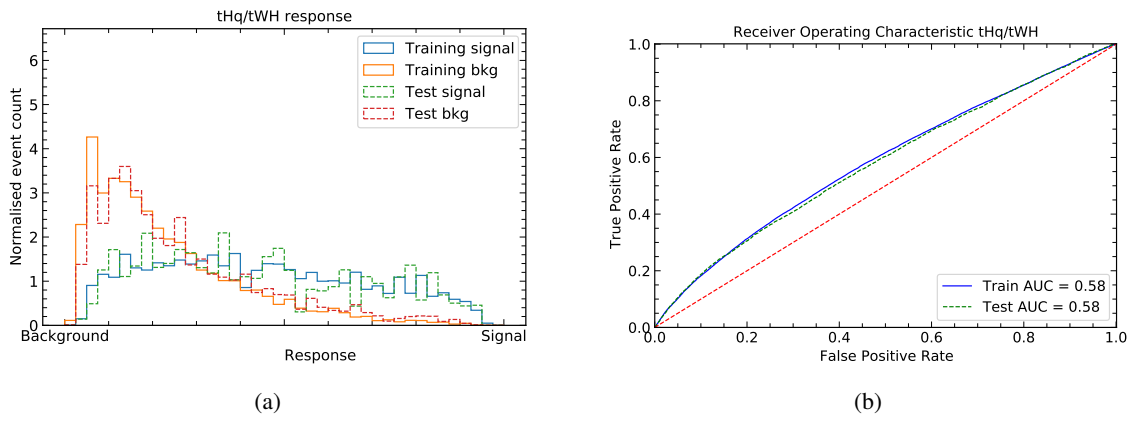 tHq/tWH response
Normalised event count
6
5
4
3
2
1
0
Training signal
Training bkg
Test signal
Test bkg
Background
Signal
Response
(a)
Receiver Operating Characteristic tHq/tWH
True Positive Rate
1.0
0.8
0.6
0.4
0.2
0.0
Train AUC = 0.58
Test AUC = 0.58
0.0 0.2 0.4 0.6 0.8 1.0
False Positive Rate
(b)